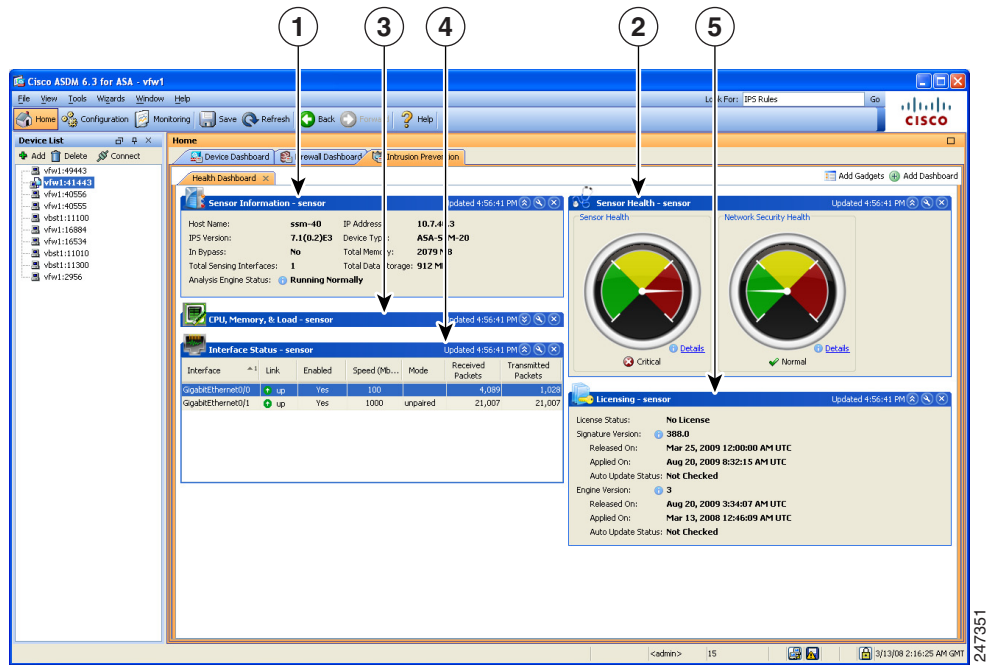 1
3
4
2
5
Cisco ASDM 6.3 for ASA - vfw1
File View Tools Wizards Window Help
Look For: IPS Rules Go
Home Configuration Monitoring Save Refresh Back Help
CISCO
Device List
Add Delete Connect
vfw1:49443
vfw1:41443
vfw1:40556
vfw1:40555
vbst1:11100
vfw1:16884
vfw1:16534
vbst1:11010
vbst1:11300
vfw1:2956
Home
Device Dashboard Firewall Dashboard Intrusion Prevention
Health Dashboard
Add Gadgets Add Dashboard
Sensor Information - sensor Updated 4:56:41 PM
Host Name: ssm-40 IP Address
IPS Version: 7.1(0.2)E3 Device Type:
In Bypass: No Total Memory: 2079 MB
Total Sensing Interfaces: 1 Total Data Storage: 912 MB
Analysis Engine Status: Running Normally
CPU, Memory, & Load - sensor Updated 4:56:41 PM
Interface Status - sensor Updated 4:56:41 PM
Interface 1 Link Enabled Speed (Mb... Mode Received Packets Transmitted Packets
GigabitEthernet0/0 up Yes 100 4,089 1,028
GigabitEthernet0/1 up Yes 1000 unpaired 21,007 21,007
Sensor Health - sensor Updated 4:56:41 PM
Sensor Health Network Security Health
Details Details
Critical Normal
Licensing - sensor Updated 4:56:41 PM
License Status: No License
Signature Version: 388.0
Released On: Mar 25, 2009 12:00:00 AM UTC
Applied On: Aug 20, 2009 8:32:15 AM UTC
Auto Update Status: Not Checked
Engine Version: 3
Released On: Aug 20, 2009 3:34:07 AM UTC
Applied On: Mar 13, 2008 12:46:09 AM UTC
Auto Update Status: Not Checked
<admin> 15 3/13/08 2:16:25 AM GMT
247351